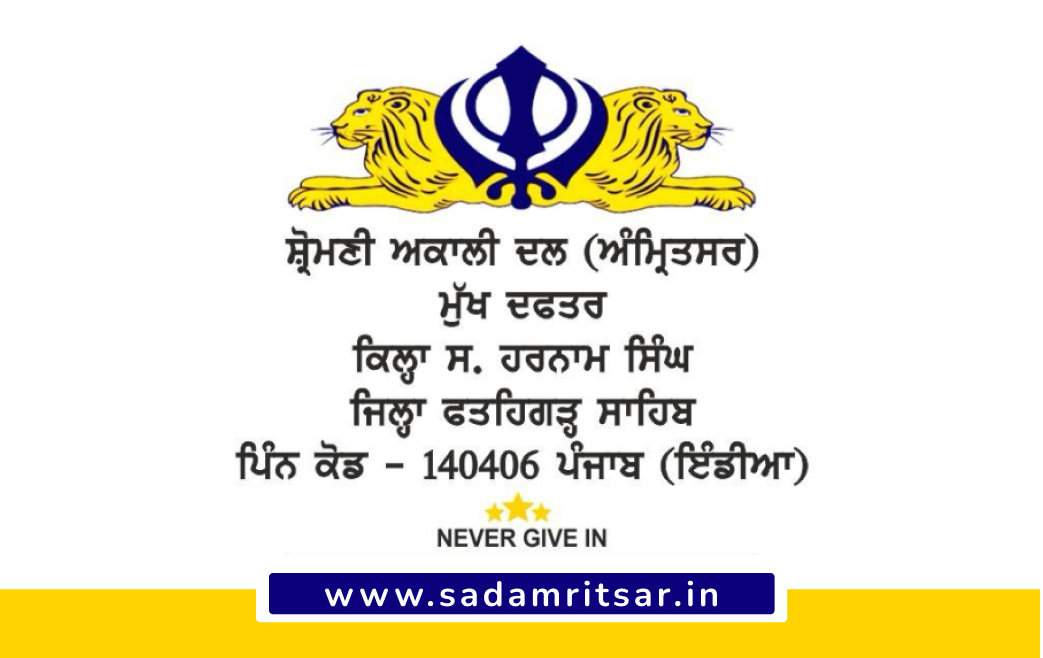 ਸ਼੍ਰੋਮਣੀ ਅਕਾਲੀ ਦਲ (ਅੰਮ੍ਰਿਤਸਰ)
ਮੁੱਖ ਦਫਤਰ
ਕਿਲ੍ਹਾ ਸ. ਹਰਨਾਮ ਸਿੰਘ
ਜਿਲ੍ਹਾ ਫਤਹਿਗੜ੍ਹ ਸਾਹਿਬ
ਪਿੰਨ ਕੋਡ – 140406 ਪੰਜਾਬ (ਇੰਡੀਆ)
NEVER GIVE IN
www.sadamritsar.in